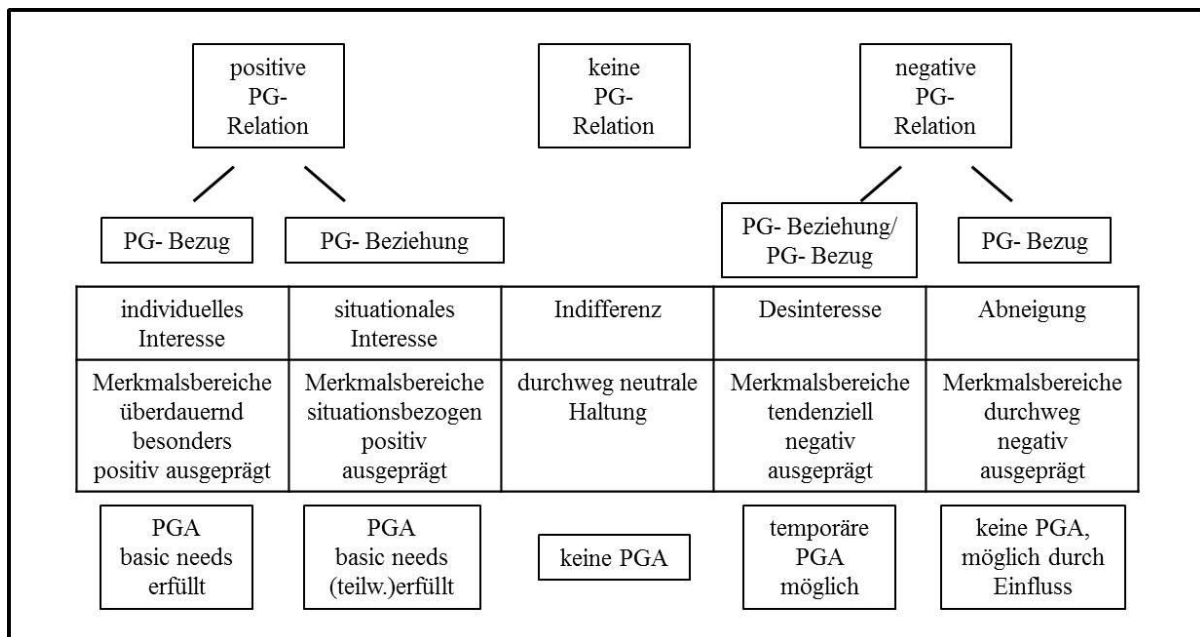 positive
PG-
Relation
keine
PG-
Relation
negative
PG-
Relation
PG- Bezug
PG- Beziehung
PG- Beziehung/
PG- Bezug
PG- Bezug
individuelles
Interesse
situationales
Interesse
Indifferenz
Desinteresse
Abneigung
Merkmalsbereiche
überdauernd
besonders
positiv ausgeprägt
Merkmalsbereiche
situationsbezogen
positiv
ausgeprägt
durchweg neutrale
Haltung
Merkmalsbereiche
tendenziell
negativ
ausgeprägt
Merkmalsbereiche
durchweg
negativ
ausgeprägt
PGA
basic needs
erfüllt
PGA
basic needs
(teilw.)erfüllt
keine PGA
temporäre
PGA
möglich
keine PGA,
möglich durch
Einfluss